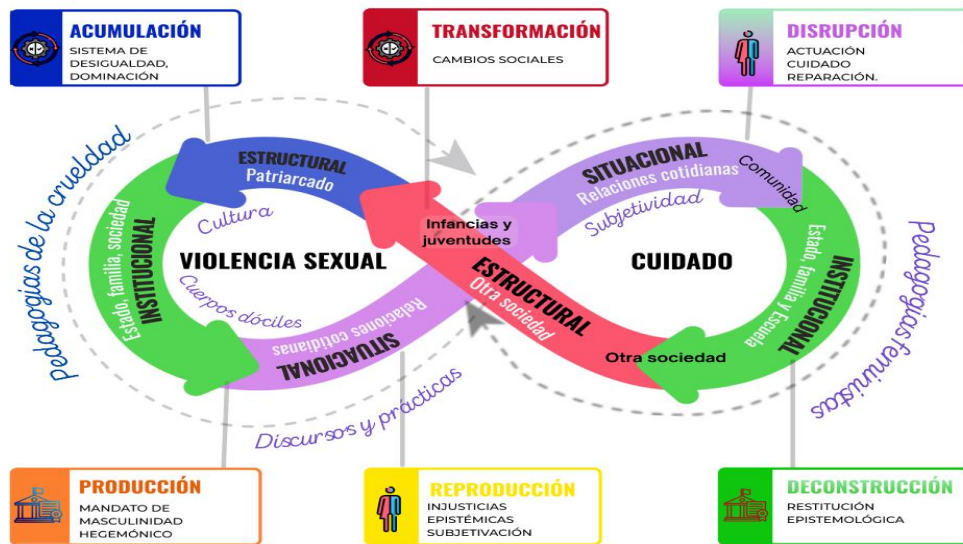 ACUMULACIÓN
SISTEMA DE
DESIGUALDAD,
DOMINACIÓN
TRANSFORMACIÓN
CAMBIOS SOCIALES
DISRUPCIÓN
ACTUACIÓN
CUIDADO
REPARACIÓN.
Pedagogías de la crueldad
ESTRUCTURAL
Patriarcado
Cultura
Estado, familia, sociedad
INSTITUCIONAL
VIOLENCIA SEXUAL
Cuerpos dóciles
Relaciones cotidianas
SITUACIONAL
Discursos y prácticas
Infancias y
juventudes
ESTRUCTURAL
Otra sociedad
SITUACIONAL
Relaciones cotidianas
Subjetividad
Comunidad
CUIDADO
INSTITUCIONAL
Estado, familia y Escuela
Otra sociedad
Pedagogías feministas
PRODUCCIÓN
MANDATO DE
MASCULINIDAD
HEGEMÓNICO
REPRODUCCIÓN
INJUSTICIAS
EPISTÉMICAS
SUBJETIVACIÓN
DECONSTRUCCIÓN
RESTITUCIÓN
EPISTEMOLÓGICA